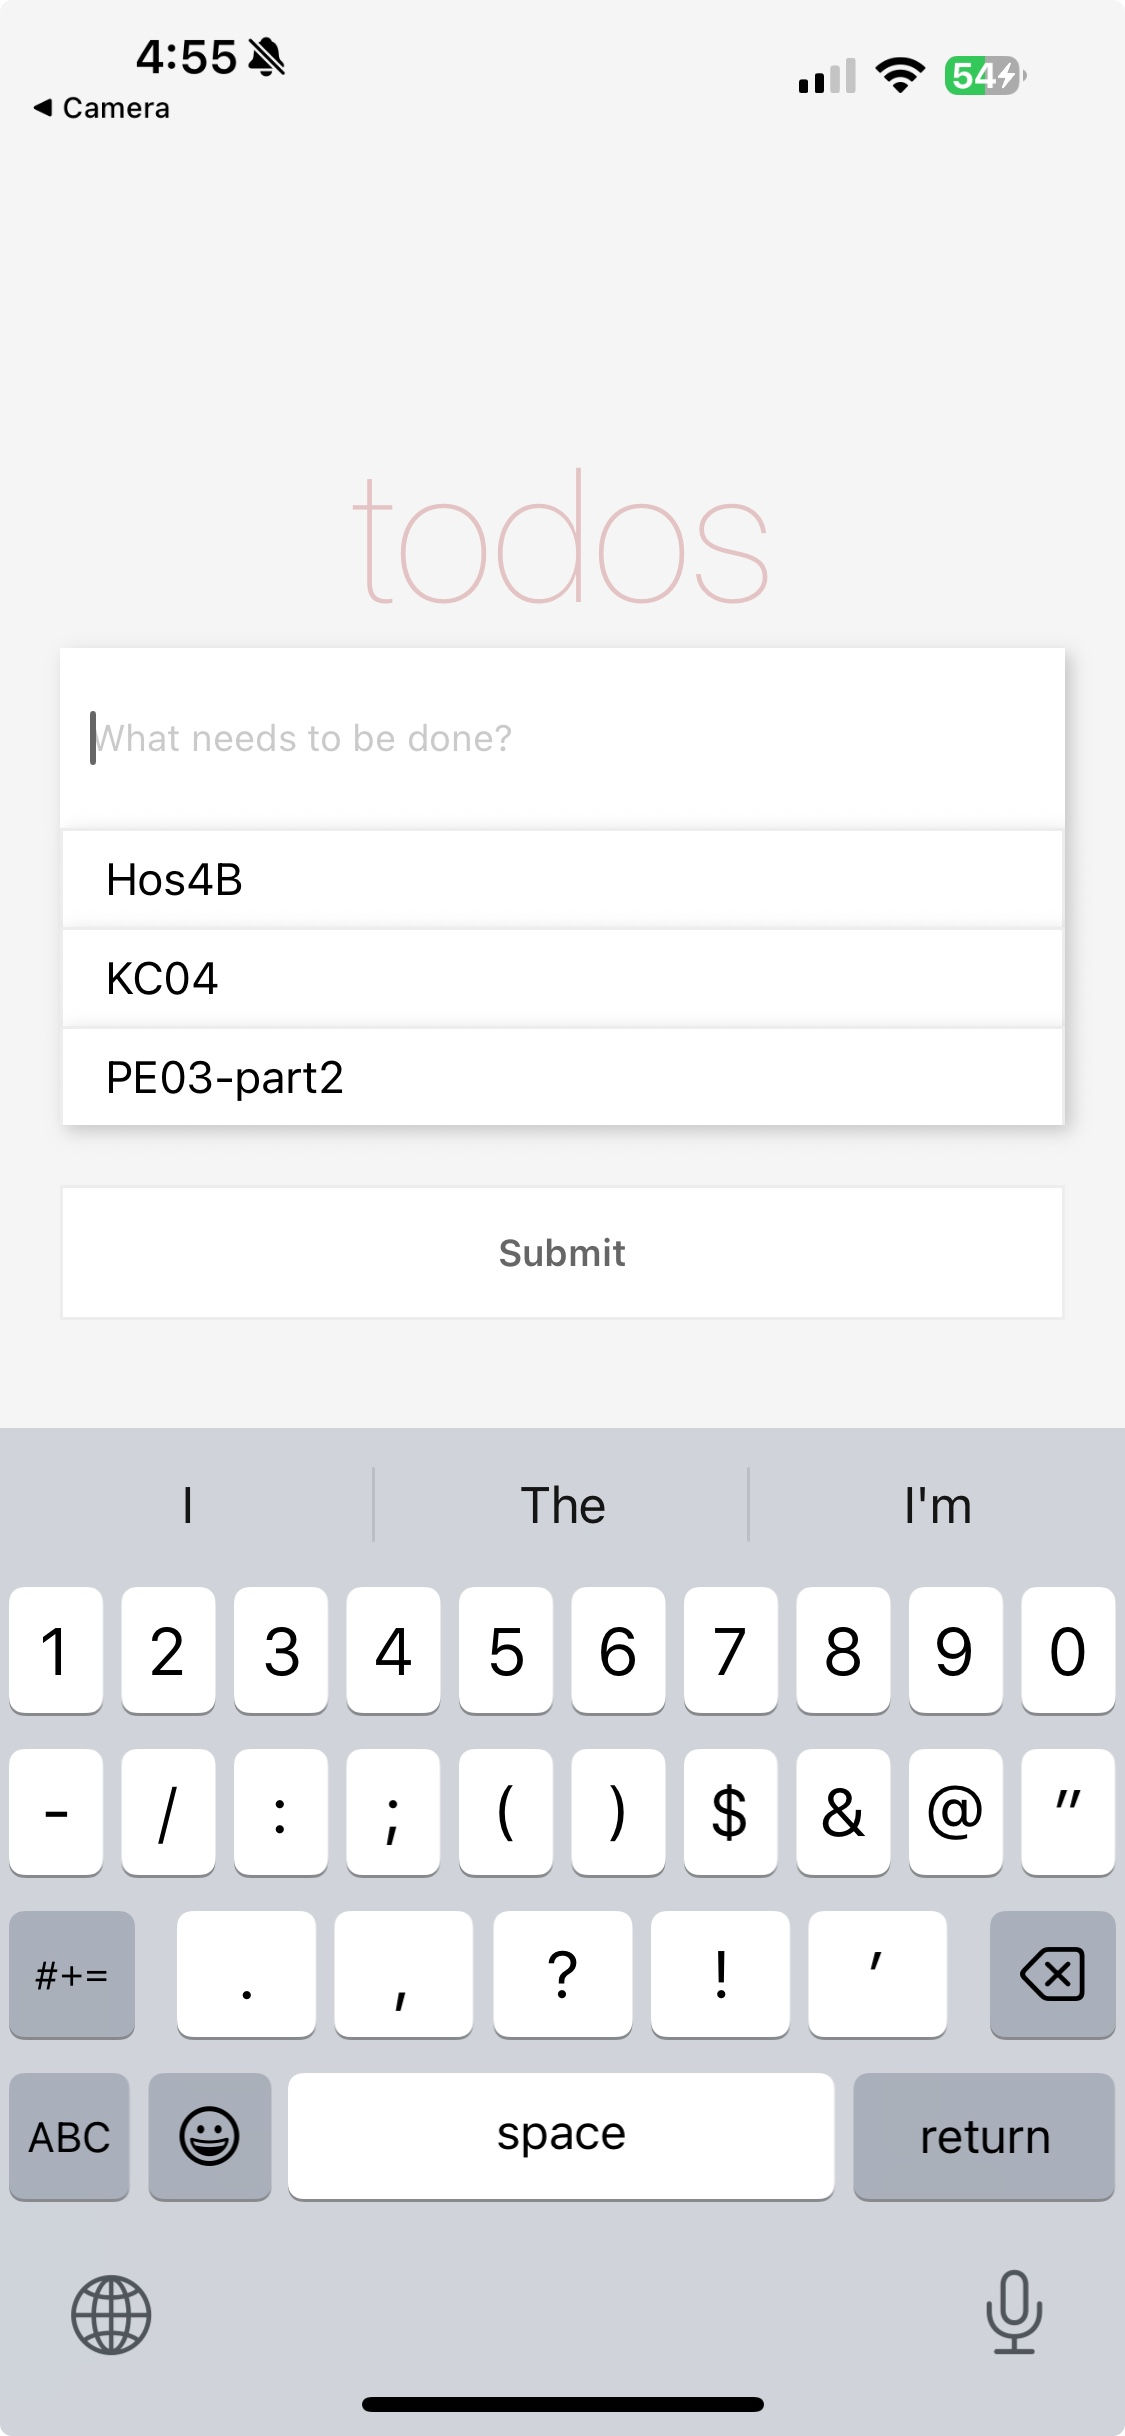 4:55
54
◀ Camera
todos
What needs to be done?
Hos4B
KC04
PE03-part2
Submit
I The I'm
1 2 3 4 5 6 7 8 9 0
- / : ; ( ) $ & @ "
#+= . , ? ! '
ABC space return